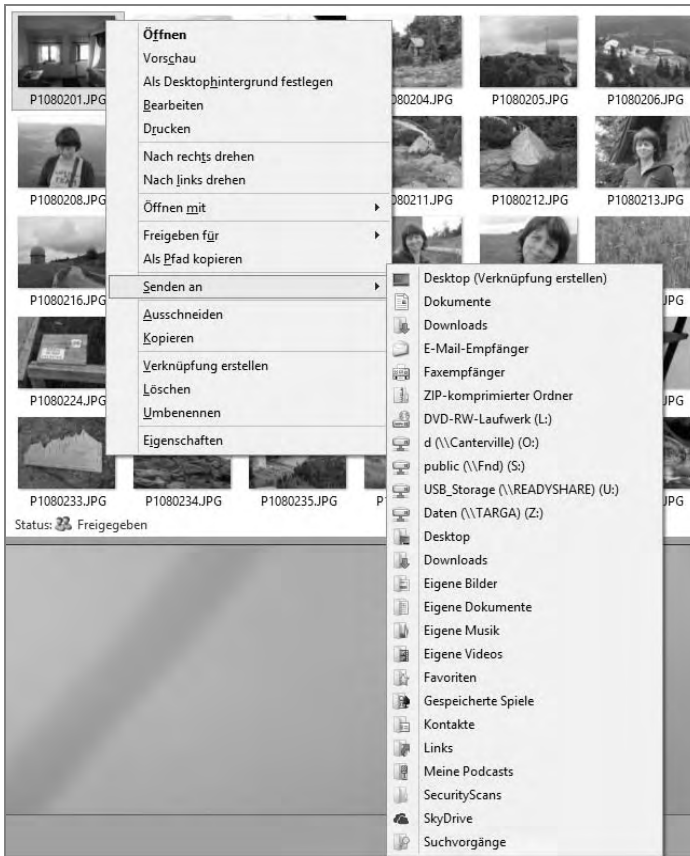 Öffnen
Vorschau
Als Desktophintergrund festlegen
Bearbeiten
Drucken
Nach rechts drehen
Nach links drehen
Öffnen mit
Freigeben für
Als Pfad kopieren
Senden an
Ausschneiden
Kopieren
Verknüpfung erstellen
Löschen
Umbenennen
Eigenschaften
Desktop (Verknüpfung erstellen)
Dokumente
Downloads
E-Mail-Empfänger
Faxempfänger
ZIP-komprimierter Ordner
DVD-RW-Laufwerk (L:)
d (\\Canterville) (O:)
public (\\Fnd) (S:)
USB_Storage (\\READYSHARE) (U:)
Daten (\\TARGA) (Z:)
Desktop
Downloads
Eigene Bilder
Eigene Dokumente
Eigene Musik
Eigene Videos
Favoriten
Gespeicherte Spiele
Kontakte
Links
Meine Podcasts
SecurityScans
SkyDrive
Suchvorgänge
P1080201.JPG
080204.JPG
P1080205.JPG
P1080206.JPG
P1080208.JPG
080211.JPG
P1080212.JPG
P1080213.JPG
P1080216.JPG
JPG
P1080224.JPG
JPG
P1080233.JPG
P1080234.JPG
P1080235.JPG
P
JPG
Status: Freigegeben